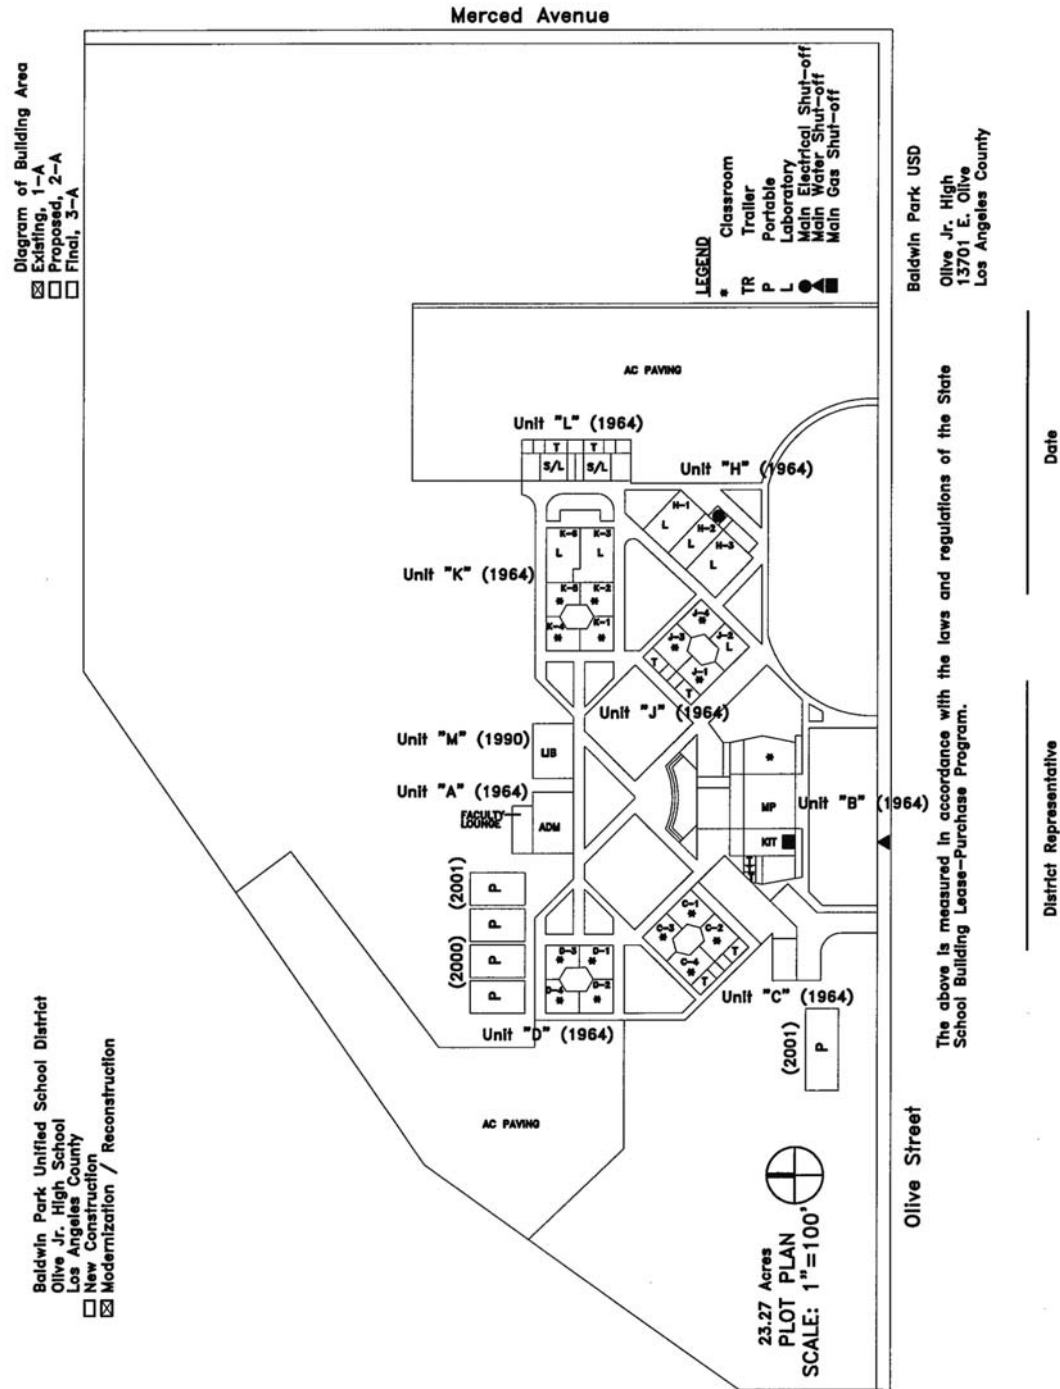 Merced Avenue
Diagram of Building Area
☒ Existing, 1-A
☐ Proposed, 2-A
☐ Final, 3-A
LEGEND
* Classroom
TR Trailer
P Portable
L Laboratory
● Main Electrical Shut-off
▲ Main Water Shut-off
■ Main Gas Shut-off
Baldwin Park USD
Olive Jr. High
13701 E. Olive
Los Angeles County
AC PAVING
Unit "L" (1964)
T
T
S/L
S/L
Unit "H" (1964)
H-1
L
H-2
L
H-3
L
Unit "K" (1964)
K-6
L
K-3
L
K-5
*
K-2
*
K-4
*
K-1
*
J-4
*
J-3
*
J-2
L
J-1
*
T
T
Unit "J" (1964)
Unit "M" (1990)
LIB
Unit "A" (1964)
FACULTY
LOUNGE
ADM
*
MP
Unit "B" (1964)
KIT
T
T
(2001)
P
P
(2000)
P
P
C-1
*
C-3
*
C-2
*
C-4
*
T
T
Unit "C" (1964)
D-3
*
D-1
*
D-4
*
D-2
*
Unit "D" (1964)
(2001)
P
AC PAVING
Olive Street
23.27 Acres
PLOT PLAN
SCALE: 1"=100'
Baldwin Park Unified School District
Olive Jr. High School
Los Angeles County
☐ New Construction
☒ Modernization / Reconstruction
The above is measured in accordance with the laws and regulations of the State
School Building Lease-Purchase Program.
Date
District Representative